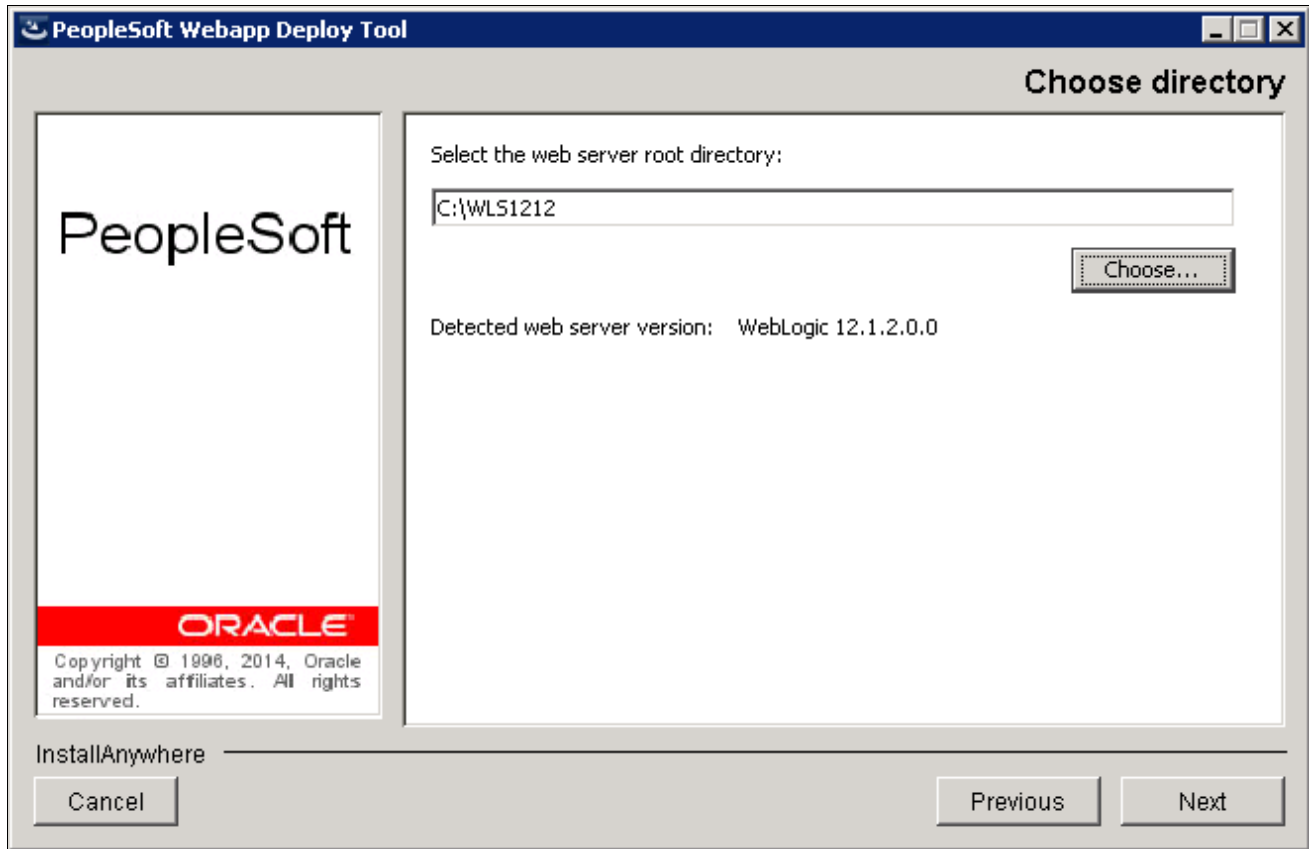 PeopleSoft Webapp Deploy Tool
Choose directory
PeopleSoft
ORACLE
Copyright © 1996, 2014, Oracle
and/or its affiliates. All rights
reserved.
Select the web server root directory:
C:\WLS1212
Choose...
Detected web server version: WebLogic 12.1.2.0.0
InstallAnywhere
Cancel
Previous
Next